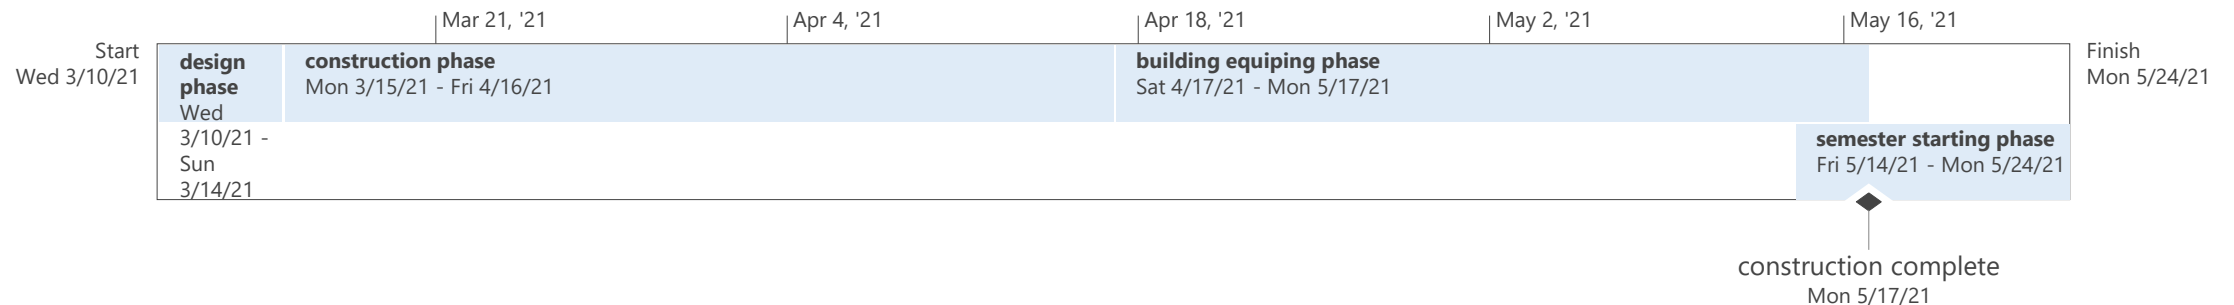 Mar 21, '21
Apr 4, '21
Apr 18, '21
May 2, '21
May 16, '21
Start
Wed 3/10/21
design
phase
Wed
3/10/21 -
Sun
3/14/21
construction phase
Mon 3/15/21 - Fri 4/16/21
building equiping phase
Sat 4/17/21 - Mon 5/17/21
Finish
Mon 5/24/21
semester starting phase
Fri 5/14/21 - Mon 5/24/21
construction complete
Mon 5/17/21